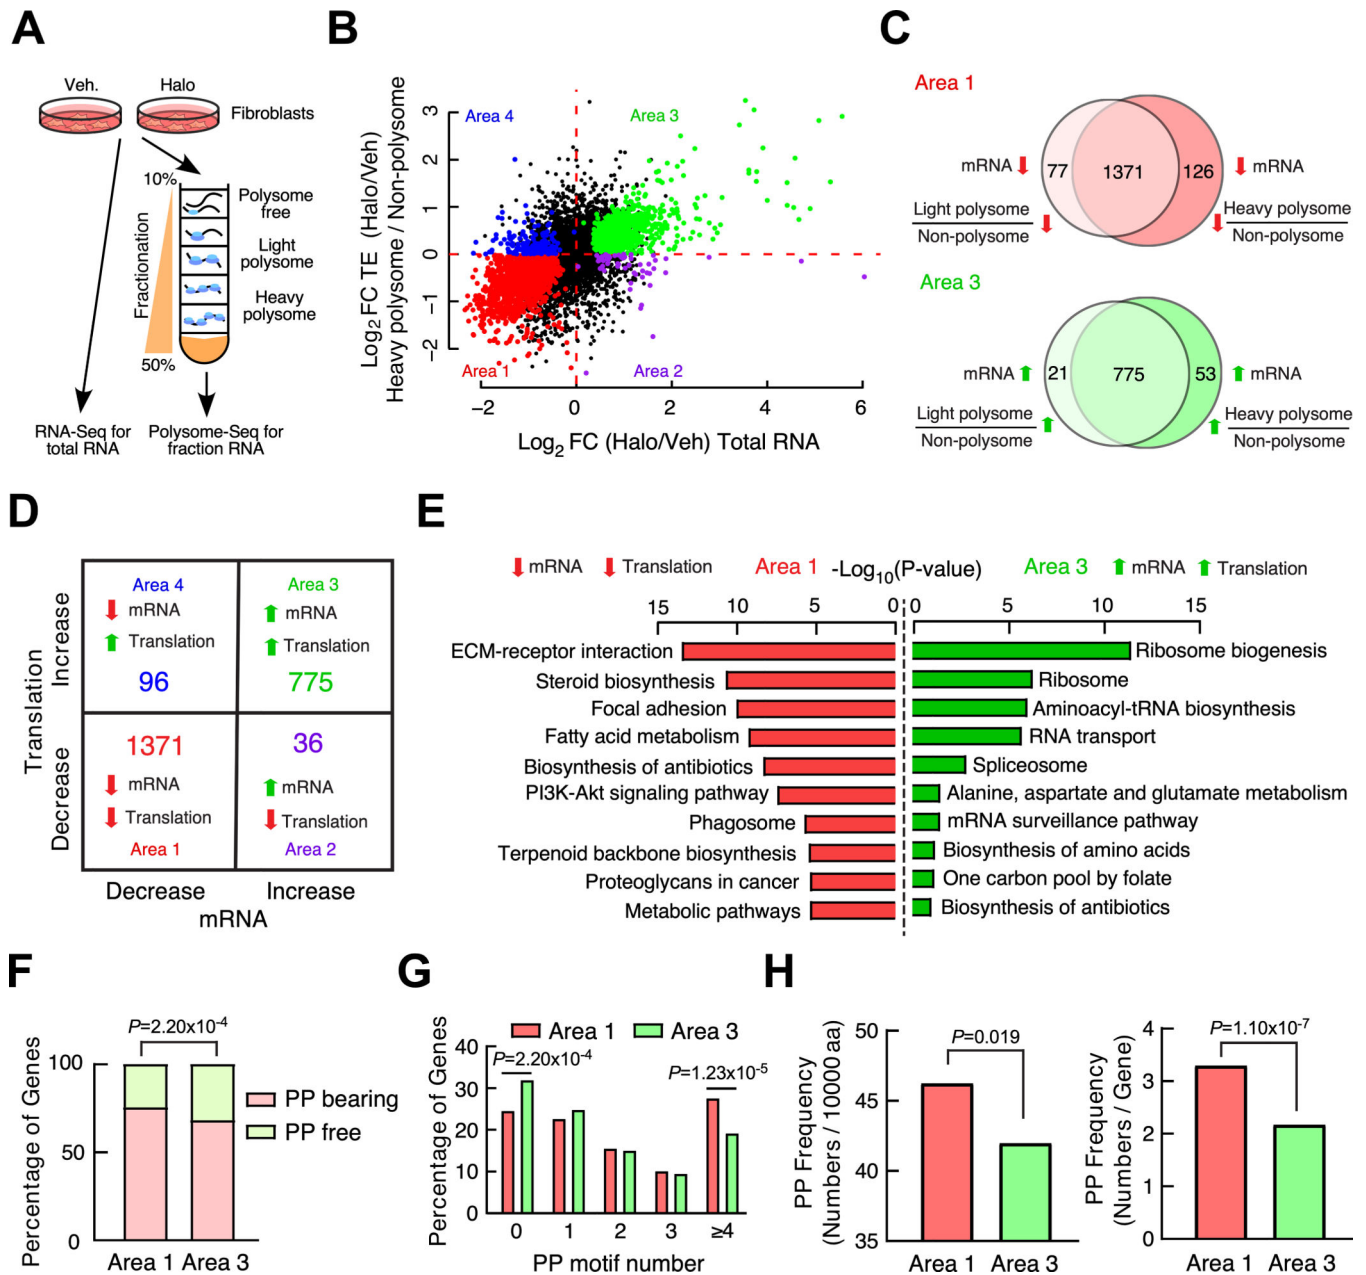 A
Veh.
Halo
Fibroblasts
10%
Fractionation
50%
Polysome
free
Light
polysome
Heavy
polysome
RNA-Seq for
total RNA
Polysome-Seq for
fraction RNA
B
Log2 FC TE (Halo/Veh)
Heavy polysome / Non-polysome
3
2
1
0
−1
−2
Area 4
Area 3
Area 1
Area 2
−2
0
2
4
6
Log2 FC (Halo/Veh) Total RNA
C
Area 1
mRNA
77
1371
126
mRNA
Light polysome
Non-polysome
Heavy polysome
Non-polysome
Area 3
mRNA
21
775
53
mRNA
Light polysome
Non-polysome
Heavy polysome
Non-polysome
D
Translation
Increase
Decrease
Area 4
mRNA
Translation
96
Area 3
mRNA
Translation
775
1371
mRNA
Translation
Area 1
36
mRNA
Translation
Area 2
Decrease
Increase
mRNA
E
mRNA
Translation
Area 1
-Log10(P-value)
Area 3
mRNA
Translation
15
10
5
0
0
5
10
15
ECM-receptor interaction
Steroid biosynthesis
Focal adhesion
Fatty acid metabolism
Biosynthesis of antibiotics
PI3K-Akt signaling pathway
Phagosome
Terpenoid backbone biosynthesis
Proteoglycans in cancer
Metabolic pathways
Ribosome biogenesis
Ribosome
Aminoacyl-tRNA biosynthesis
RNA transport
Spliceosome
Alanine, aspartate and glutamate metabolism
mRNA surveillance pathway
Biosynthesis of amino acids
One carbon pool by folate
Biosynthesis of antibiotics
F
P=2.20x10-4
Percentage of Genes
100
50
0
Area 1
Area 3
PP bearing
PP free
G
Area 1
Area 3
Percentage of Genes
40
30
20
10
0
P=2.20x10-4
P=1.23x10-5
0
1
2
3
≥4
PP motif number
H
PP Frequency
(Numbers / 10000 aa)
50
45
40
35
P=0.019
Area 1
Area 3
PP Frequency
(Numbers / Gene)
4
3
2
1
0
P=1.10x10-7
Area 1
Area 3